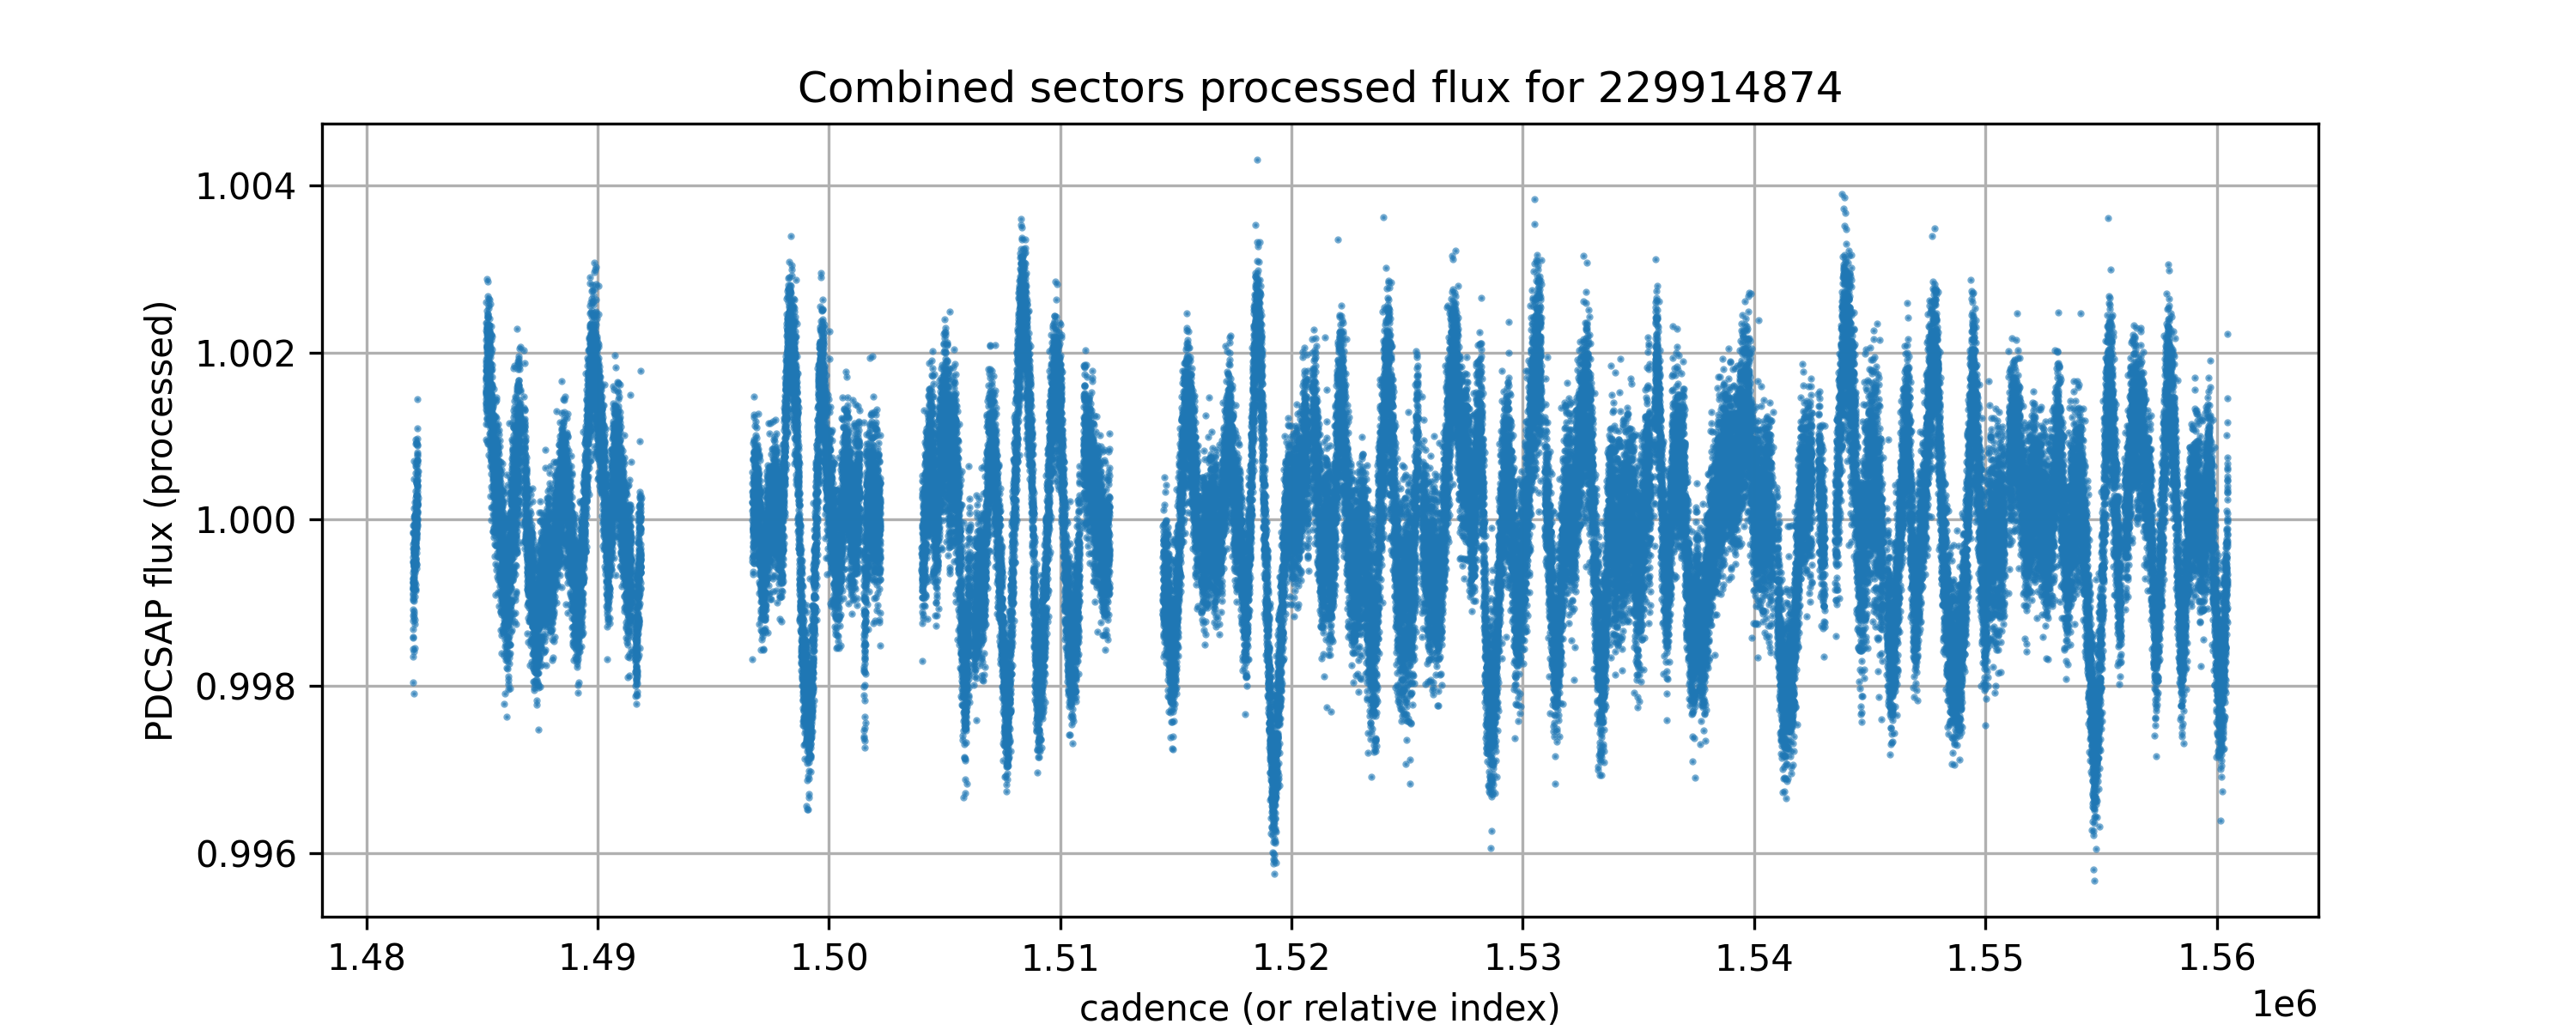 Combined sectors processed flux for 229914874
PDCSAP flux (processed)
1.004
1.002
1.000
0.998
0.996
1.48 1.49 1.50 1.51 1.52 1.53 1.54 1.55 1.56
1e6
cadence (or relative index)